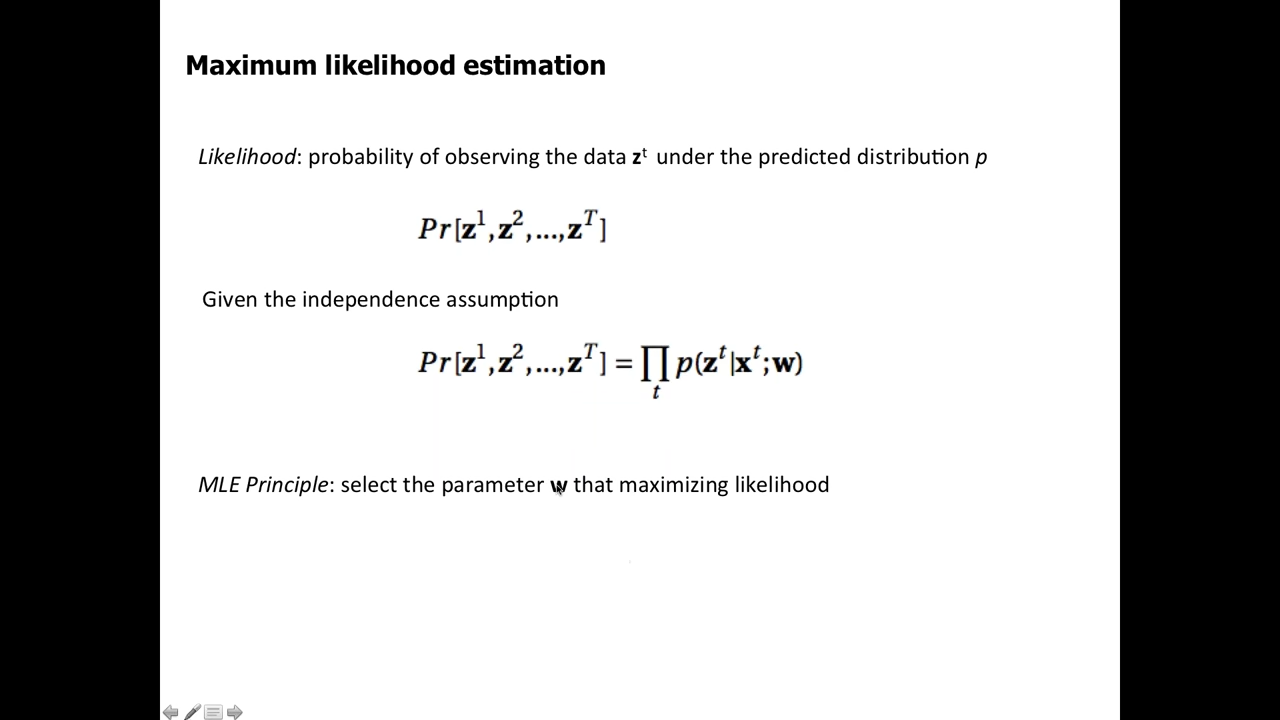 Maximum likelihood estimation
Likelihood: probability of observing the data zᵗ under the predicted distribution p
Pr[z¹,z²,...,zᵀ]
Given the independence assumption
Pr[z¹,z²,...,zᵀ] = ∏ₜ p(zᵗ|xᵗ;w)
MLE Principle: select the parameter w that maximizing likelihood